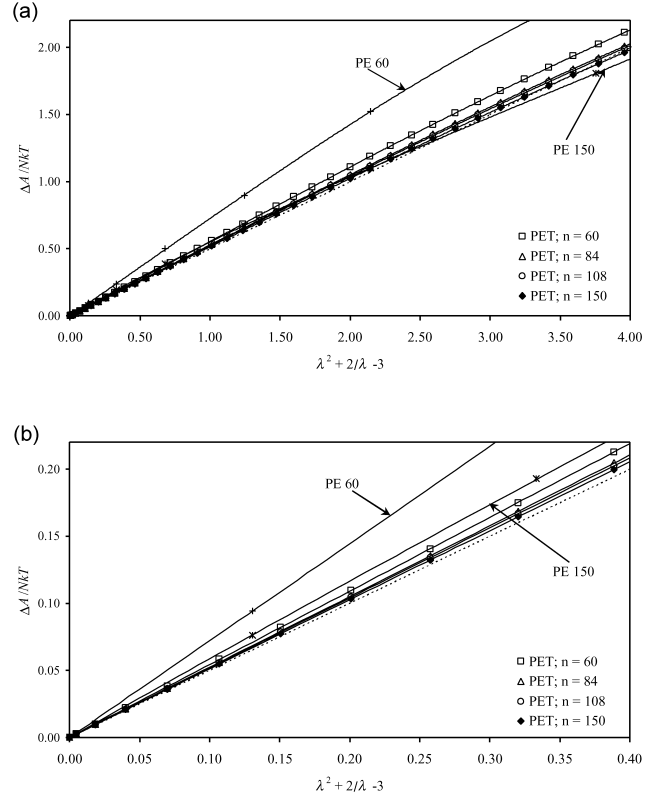 (a)
2.00
1.50
1.00
0.50
0.00
ΔA/NkT
PE 60
PE 150
PET; n = 60
PET; n = 84
PET; n = 108
PET; n = 150
0.00 0.50 1.00 1.50 2.00 2.50 3.00 3.50 4.00
λ² + 2/λ -3
(b)
0.20
0.15
0.10
0.05
0.00
ΔA/NkT
PE 60
PE 150
PET; n = 60
PET; n = 84
PET; n = 108
PET; n = 150
0.00 0.05 0.10 0.15 0.20 0.25 0.30 0.35 0.40
λ² + 2/λ -3